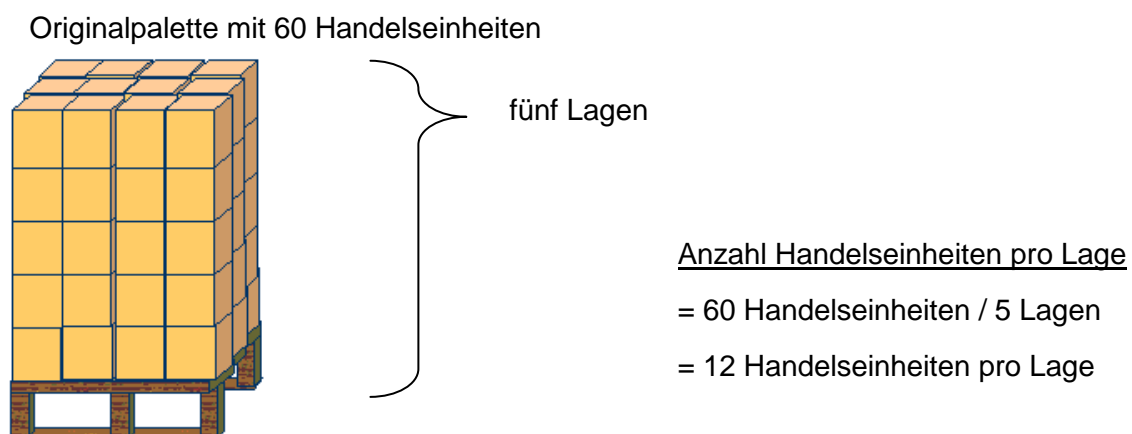 Originalpalette mit 60 Handelseinheiten
fünf Lagen
Anzahl Handelseinheiten pro Lage
= 60 Handelseinheiten / 5 Lagen
= 12 Handelseinheiten pro Lage